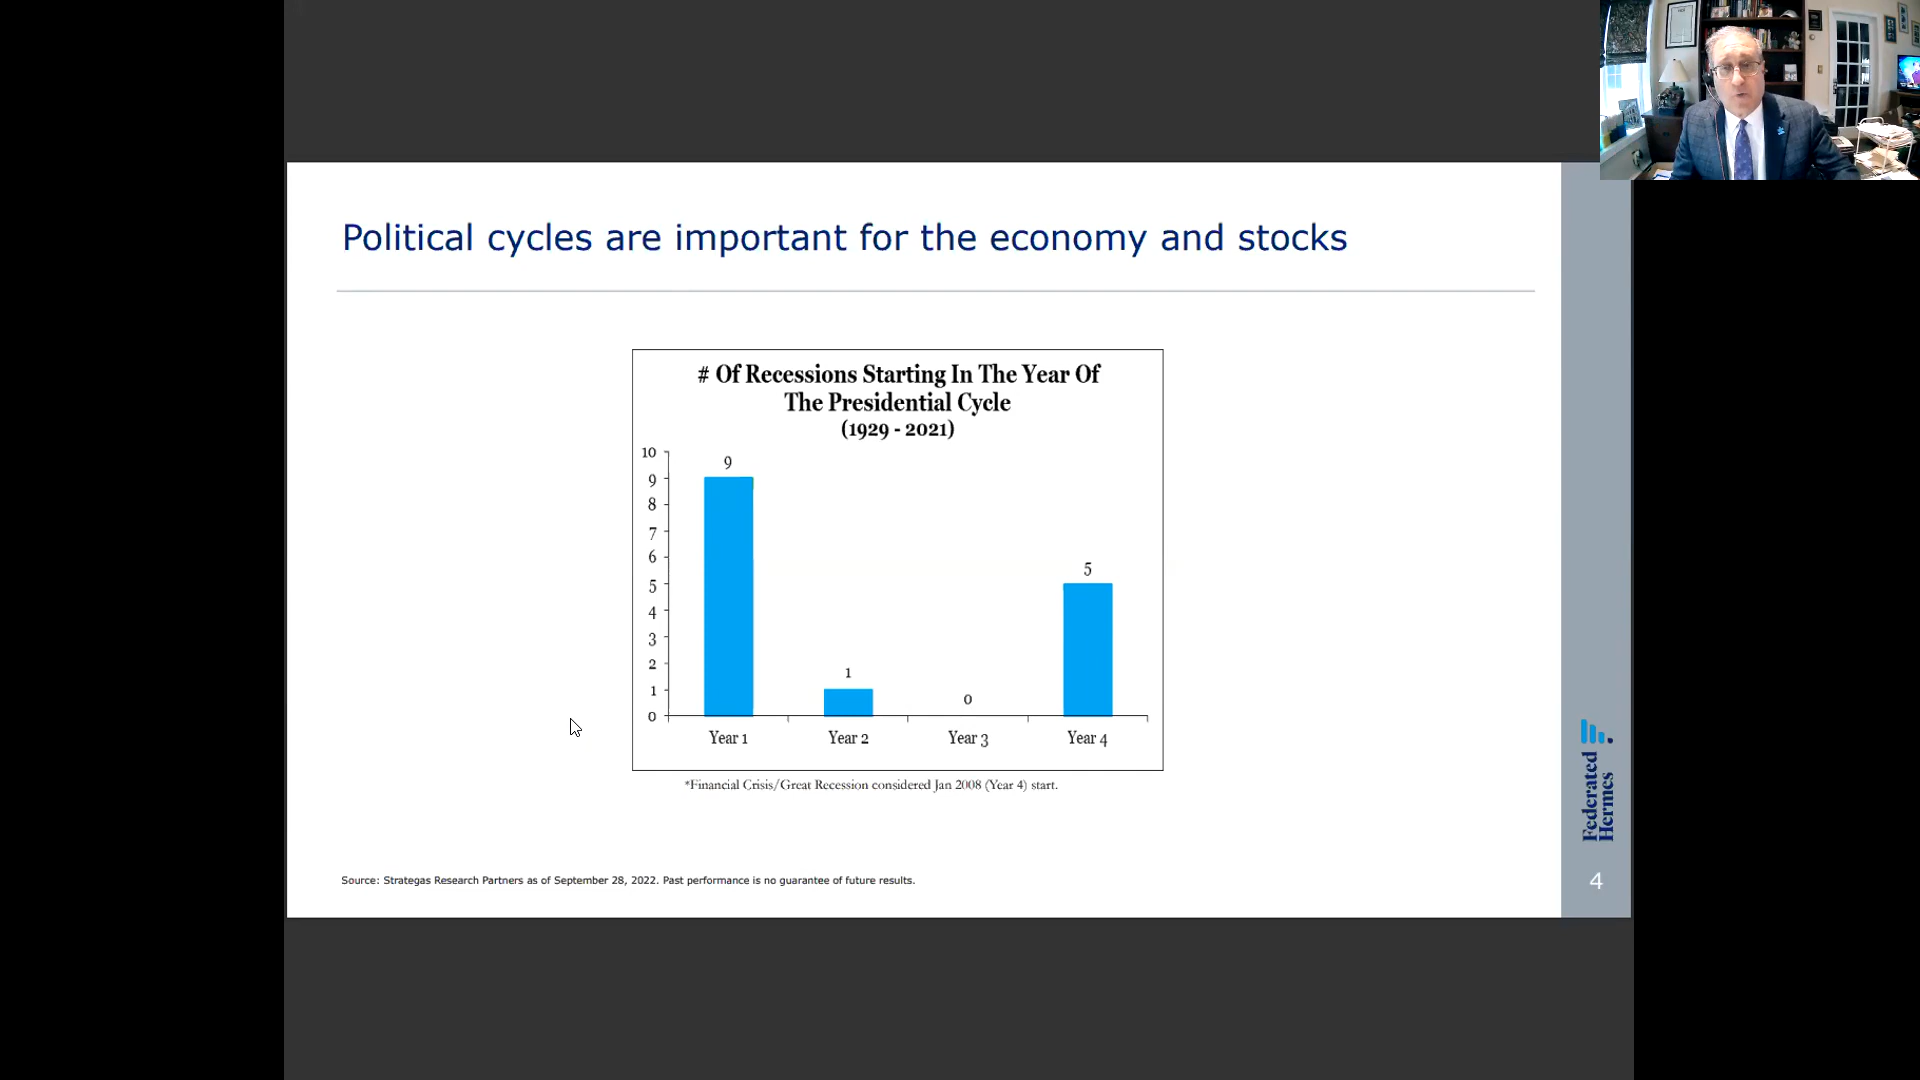 Political cycles are important for the economy and stocks
# Of Recessions Starting In The Year Of
The Presidential Cycle
(1929 - 2021)
10
9
8
7
6
5
4
3
2
1
0
9
1
0
5
Year 1
Year 2
Year 3
Year 4
*Financial Crisis/Great Recession considered Jan 2008 (Year 4) start.
Source: Strategas Research Partners as of September 28, 2022. Past performance is no guarantee of future results.
Federated
Hermes
4